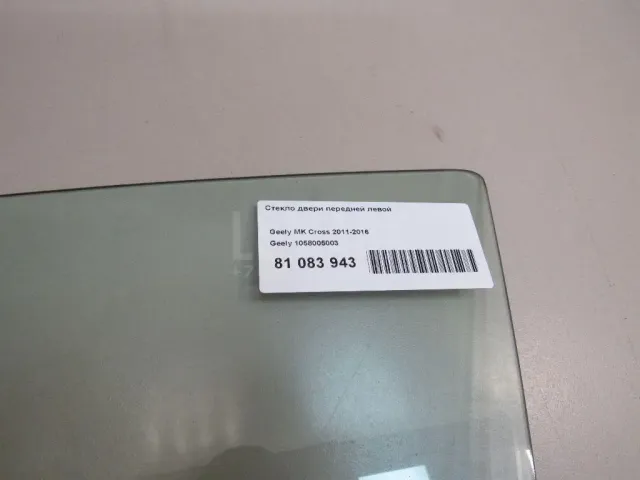 Стекло двери передней левой
Geely MK Cross 2011-2016
Geely 1058005003
81 083 943